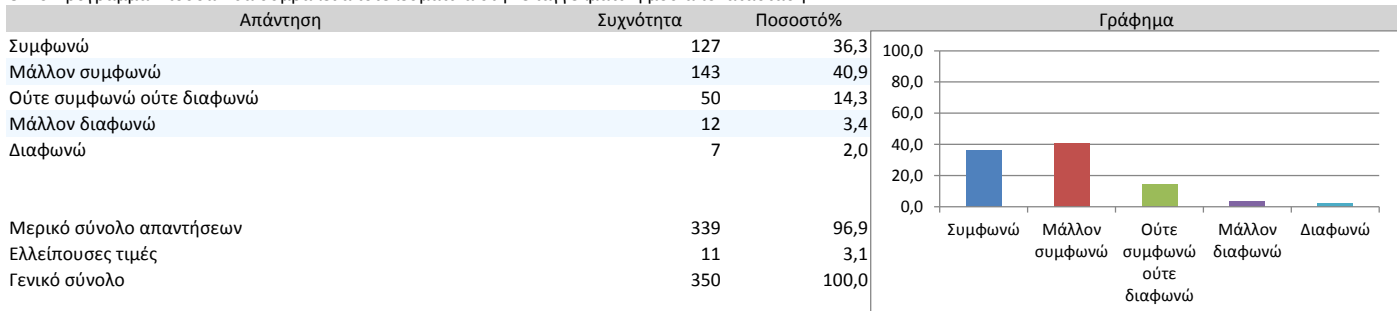 Απάντηση Συχνότητα Ποσοστό% Γράφημα
Συμφωνώ 127 36,3
Μάλλον συμφωνώ 143 40,9
Ούτε συμφωνώ ούτε διαφωνώ 50 14,3
Μάλλον διαφωνώ 12 3,4
Διαφωνώ 7 2,0
Μερικό σύνολο απαντήσεων 339 96,9
Ελλείπουσες τιμές 11 3,1
Γενικό σύνολο 350 100,0
100,0
80,0
60,0
40,0
20,0
0,0
Συμφωνώ Μάλλον Ούτε Μάλλον Διαφωνώ
συμφωνώ συμφωνώ διαφωνώ
ούτε
διαφωνώ